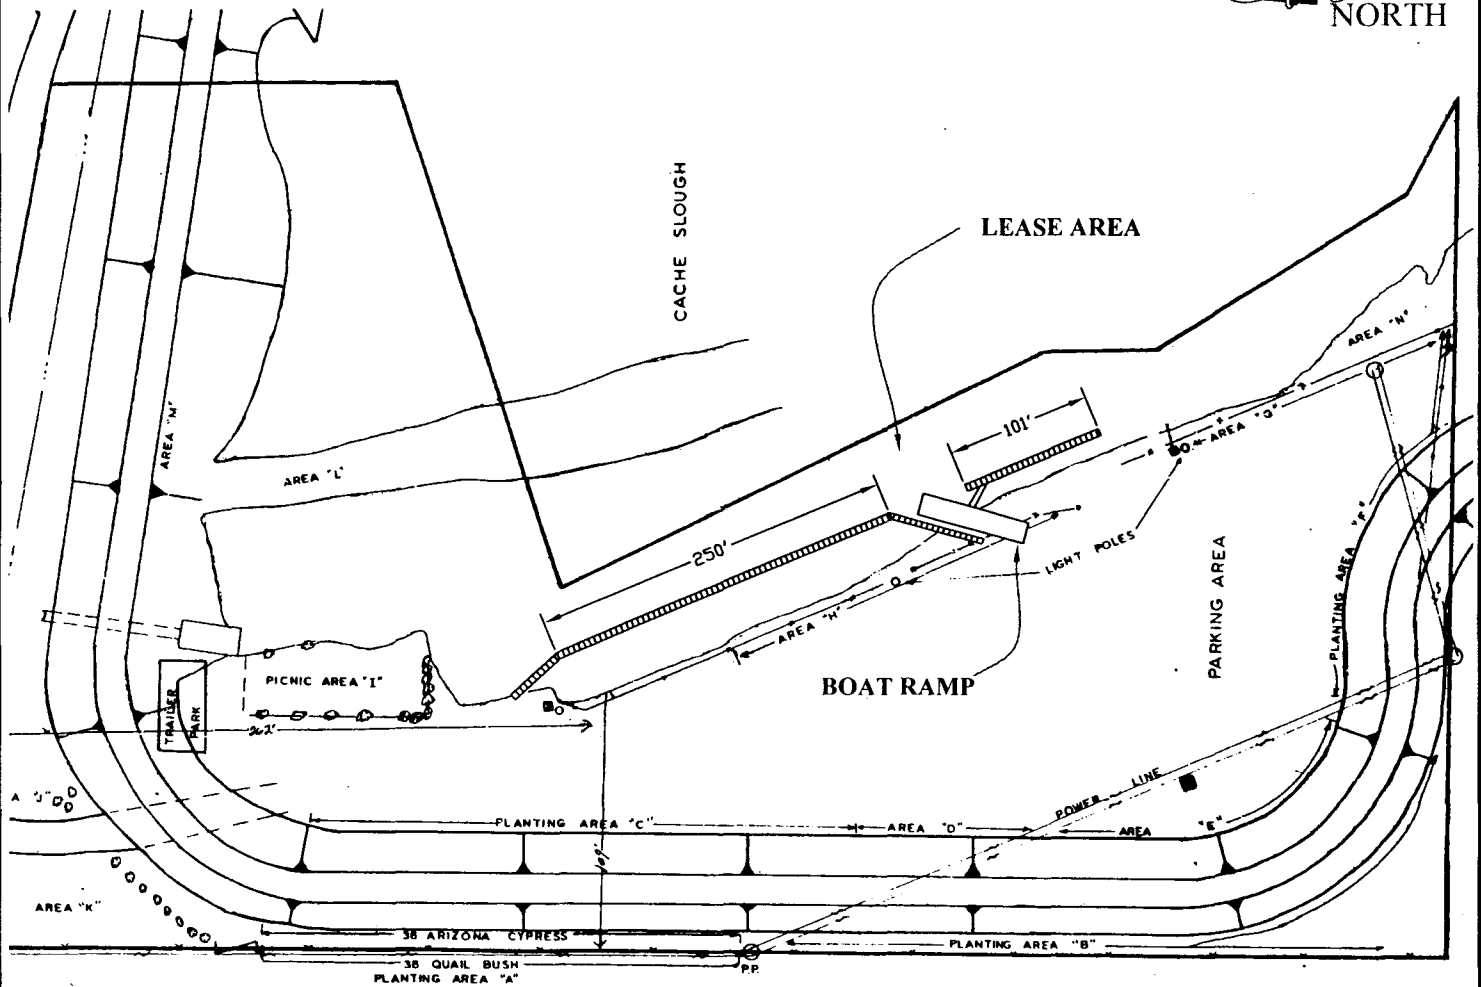 NORTH
CACHE SLOUGH
LEASE AREA
AREA "N"
101'
AREA "G"
AREA "M"
AREA "L"
250'
LIGHT POLES
PARKING AREA
PLANTING AREA "F"
AREA "H"
PICNIC AREA "I"
BOAT RAMP
TRAILER
PARK
262'
POWER LINE
A "J"
PLANTING AREA "C"
AREA "D"
AREA "E"
169'
AREA "K"
38 ARIZONA CYPRESS
PLANTING AREA "B"
38 QUAIL BUSH
P.P.
PLANTING AREA "A"